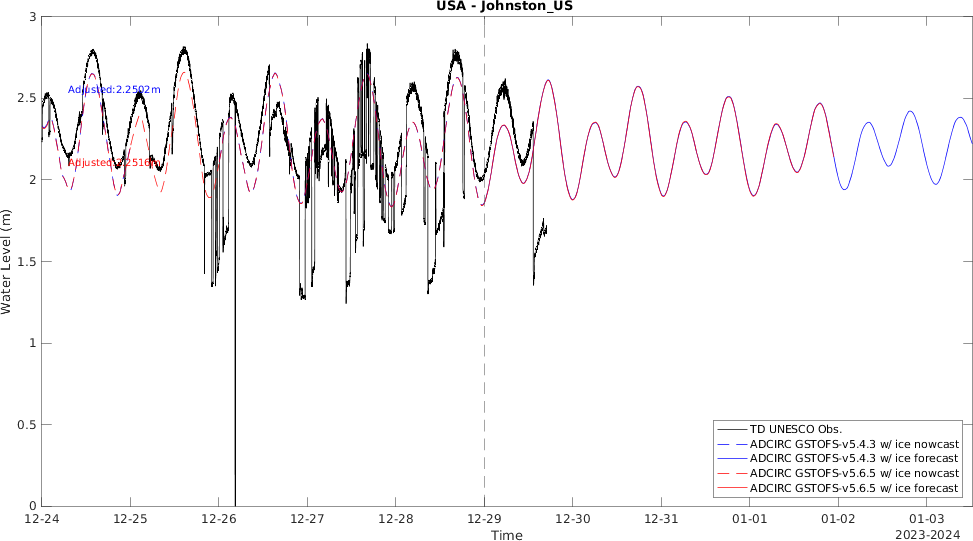 USA - Johnston_US
3
2.5
2
1.5
1
0.5
0
Water Level (m)
Adjusted:2.2502m
TD UNESCO Obs.
ADCIRC GSTOFS-v5.4.3 w/ ice nowcast
ADCIRC GSTOFS-v5.4.3 w/ ice forecast
ADCIRC GSTOFS-v5.6.5 w/ ice nowcast
ADCIRC GSTOFS-v5.6.5 w/ ice forecast
12-24 12-25 12-26 12-27 12-28 12-29 12-30 12-31 01-01 01-02 01-03
Time
2023-2024